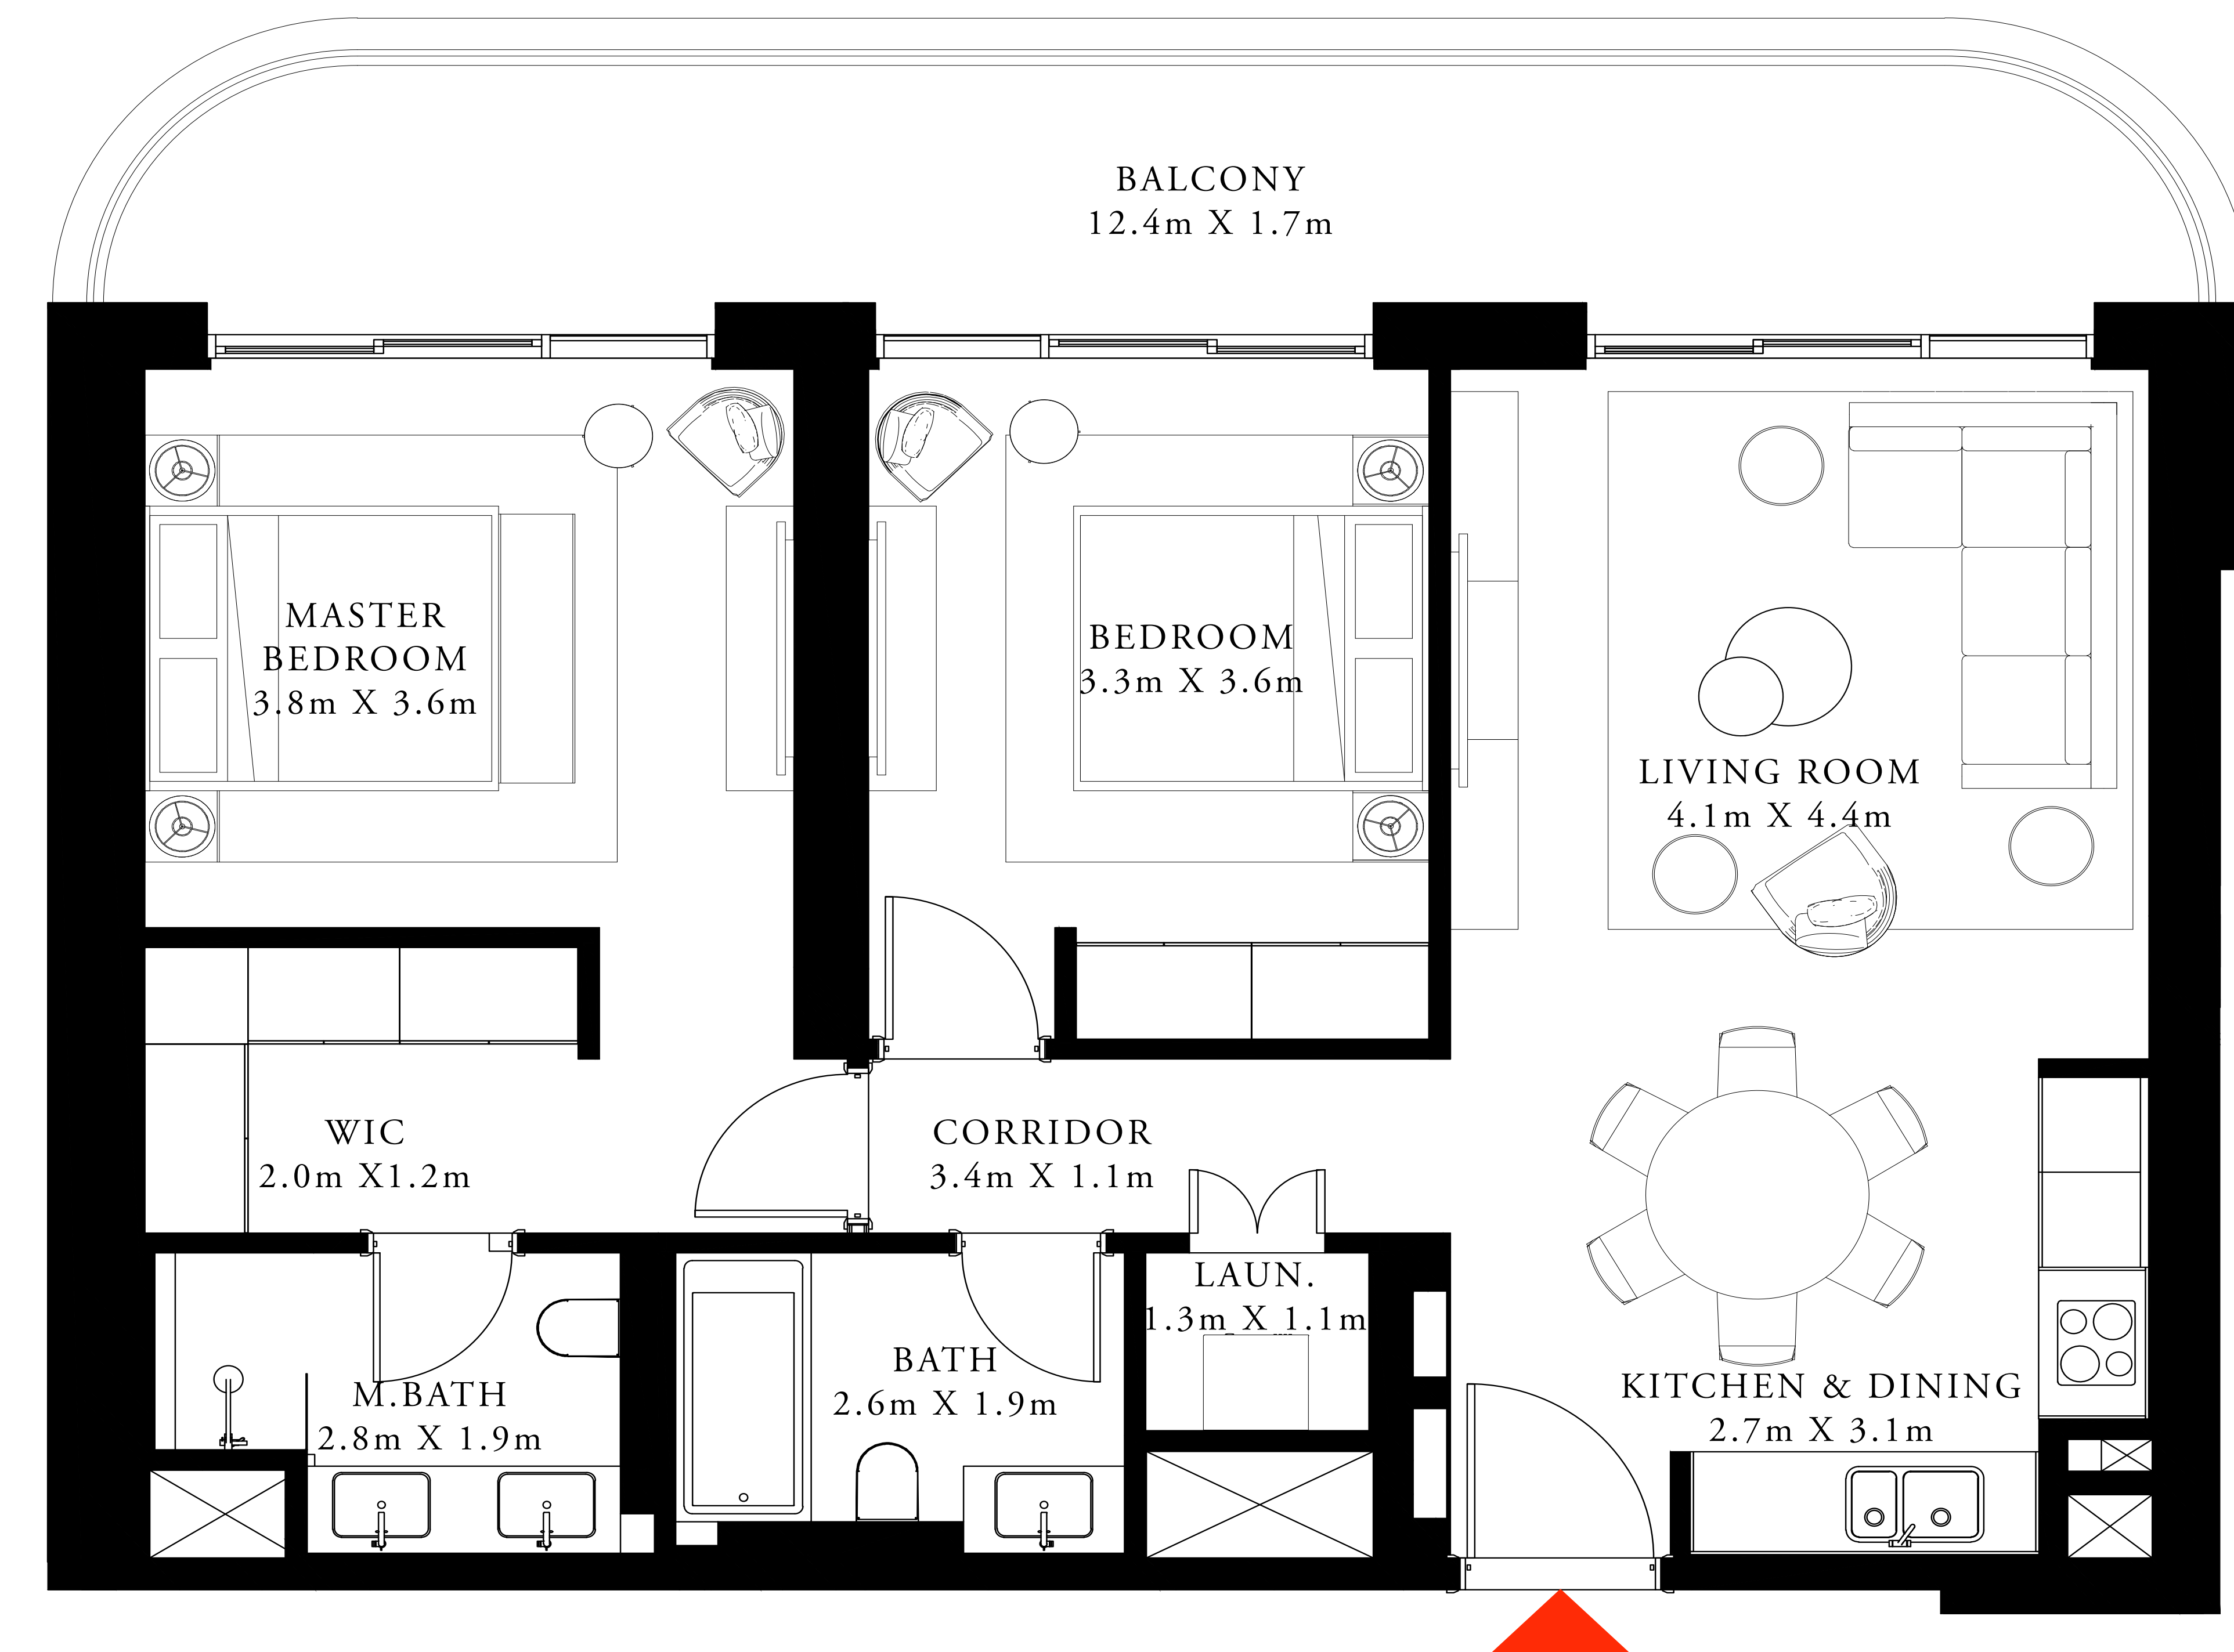 BALCONY
12.4m X 1.7m
MASTER
BEDROOM
3.8m X 3.6m
BEDROOM
3.3m X 3.6m
LIVING ROOM
4.1m X 4.4m
WIC
2.0m X1.2m
CORRIDOR
3.4m X 1.1m
LAUN.
1.3m X 1.1m
BATH
2.6m X 1.9m
M.BATH
2.8m X 1.9m
KITCHEN & DINING
2.7m X 3.1m